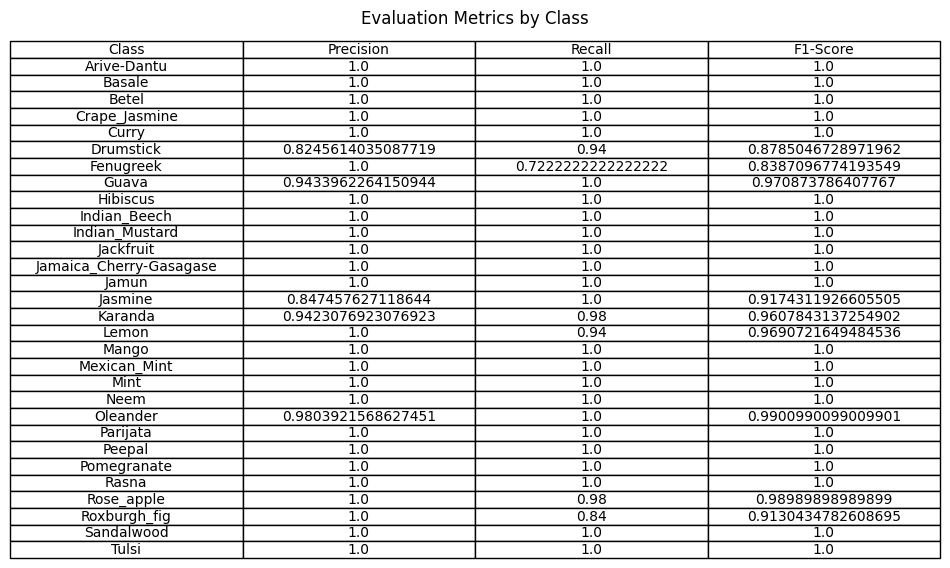 Evaluation Metrics by Class
Class Precision Recall F1-Score
Arive-Dantu 1.0 1.0 1.0
Basale 1.0 1.0 1.0
Betel 1.0 1.0 1.0
Crape_Jasmine 1.0 1.0 1.0
Curry 1.0 1.0 1.0
Drumstick 0.8245614035087719 0.94 0.8785046728971962
Fenugreek 1.0 0.7222222222222222 0.8387096774193549
Guava 0.9433962264150944 1.0 0.970873786407767
Hibiscus 1.0 1.0 1.0
Indian_Beech 1.0 1.0 1.0
Indian_Mustard 1.0 1.0 1.0
Jackfruit 1.0 1.0 1.0
Jamaica_Cherry-Gasagase 1.0 1.0 1.0
Jamun 1.0 1.0 1.0
Jasmine 0.847457627118644 1.0 0.9174311926605505
Karanda 0.9423076923076923 0.98 0.9607843137254902
Lemon 1.0 0.94 0.9690721649484536
Mango 1.0 1.0 1.0
Mexican_Mint 1.0 1.0 1.0
Mint 1.0 1.0 1.0
Neem 1.0 1.0 1.0
Oleander 0.9803921568627451 1.0 0.9900990099009901
Parijata 1.0 1.0 1.0
Peepal 1.0 1.0 1.0
Pomegranate 1.0 1.0 1.0
Rasna 1.0 1.0 1.0
Rose_apple 1.0 0.98 0.98989898989899
Roxburgh_fig 1.0 0.84 0.9130434782608695
Sandalwood 1.0 1.0 1.0
Tulsi 1.0 1.0 1.0